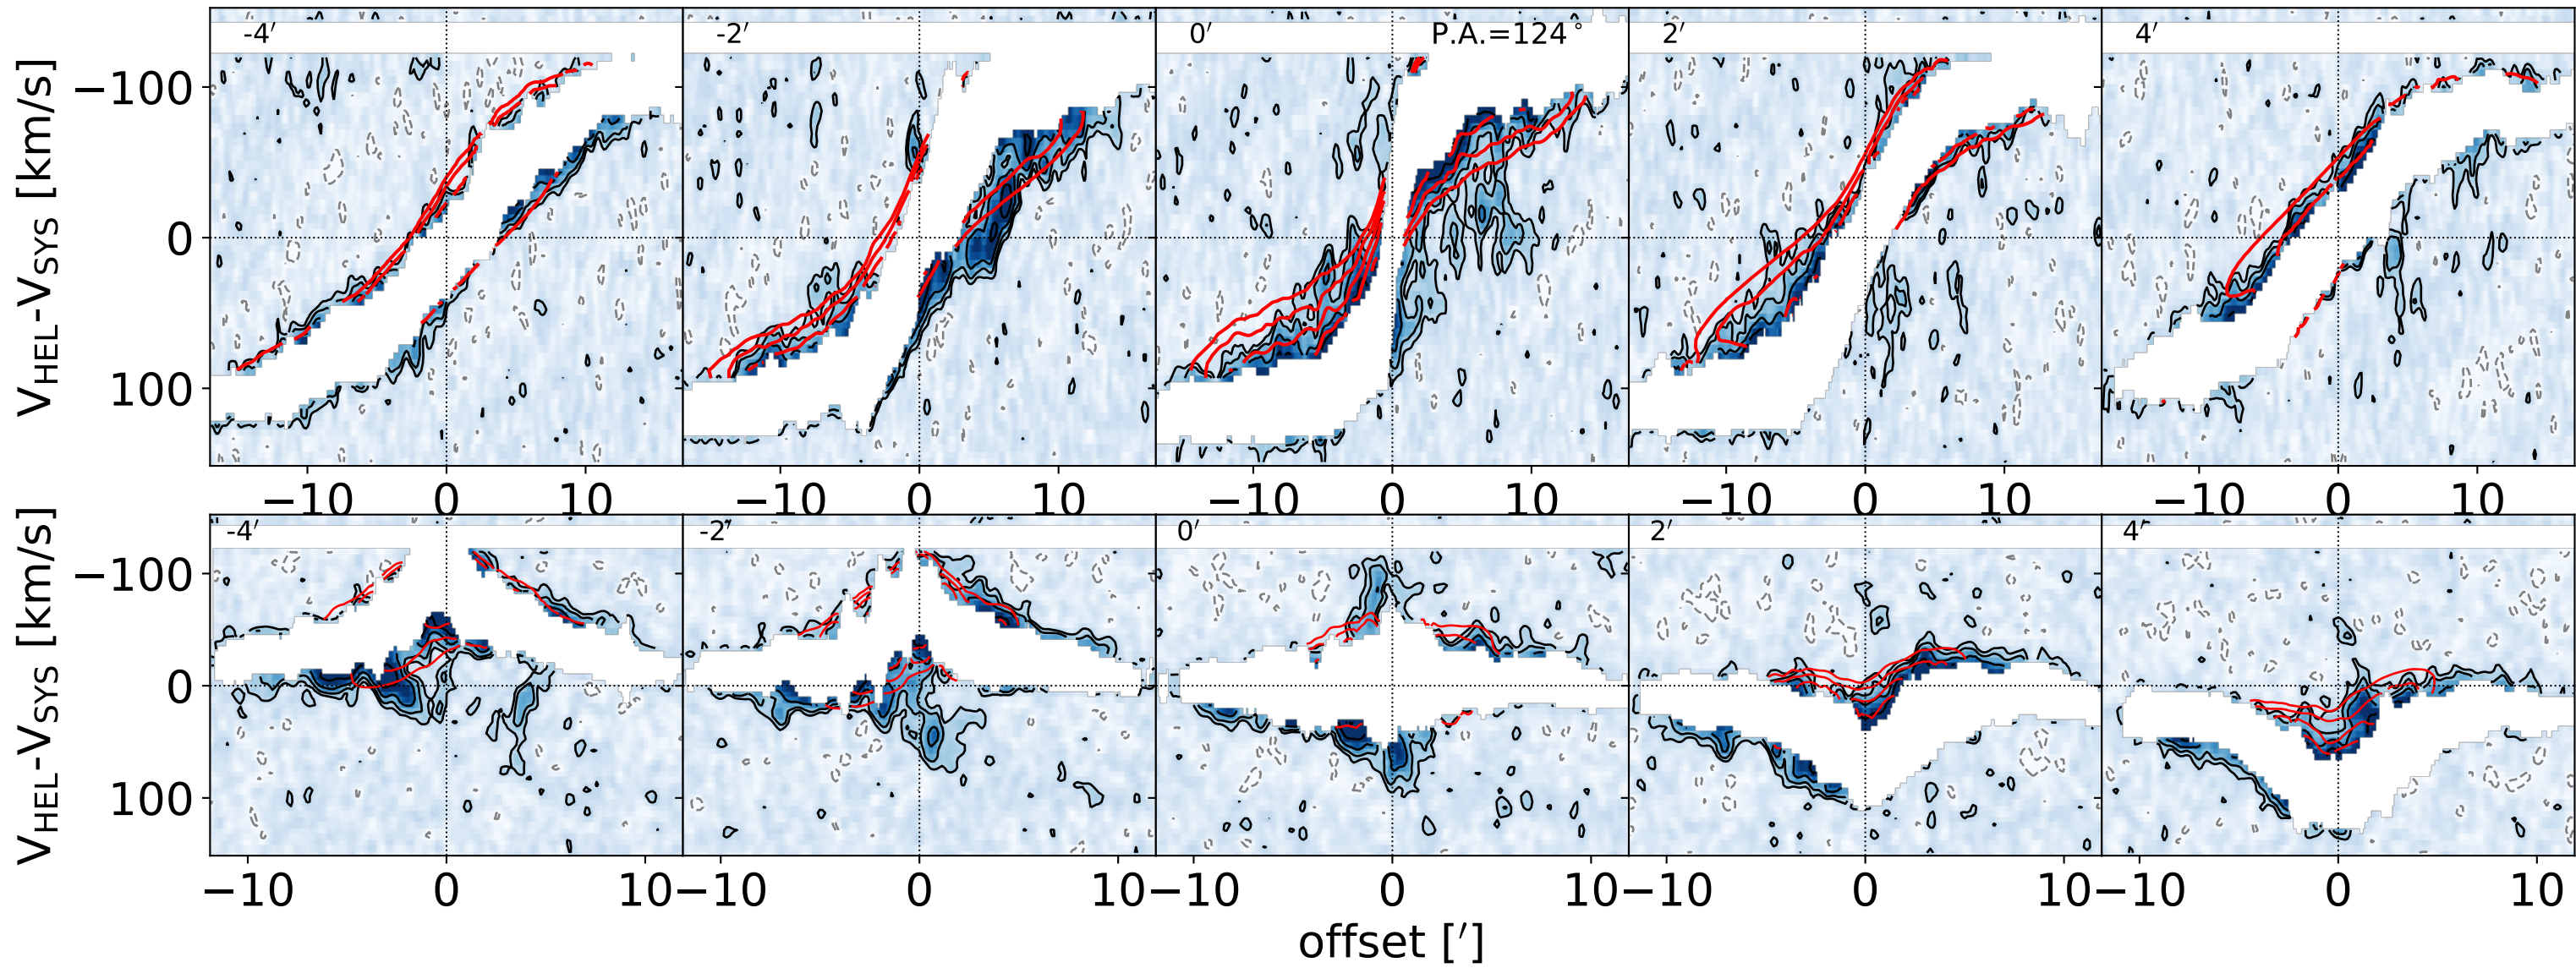 -4′ -2′ 0′ P.A.=124° 2′ 4′
V_HEL-V_SYS [km/s]
−100
0
100
−10 0 10 −10 0 10 −10 0 10 −10 0 10 −10 0 10
-4′ -2′ 0′ 2′ 4′
V_HEL-V_SYS [km/s]
−100
0
100
−10 0 10 −10 0 10 −10 0 10 −10 0 10 −10 0 10
offset [′]